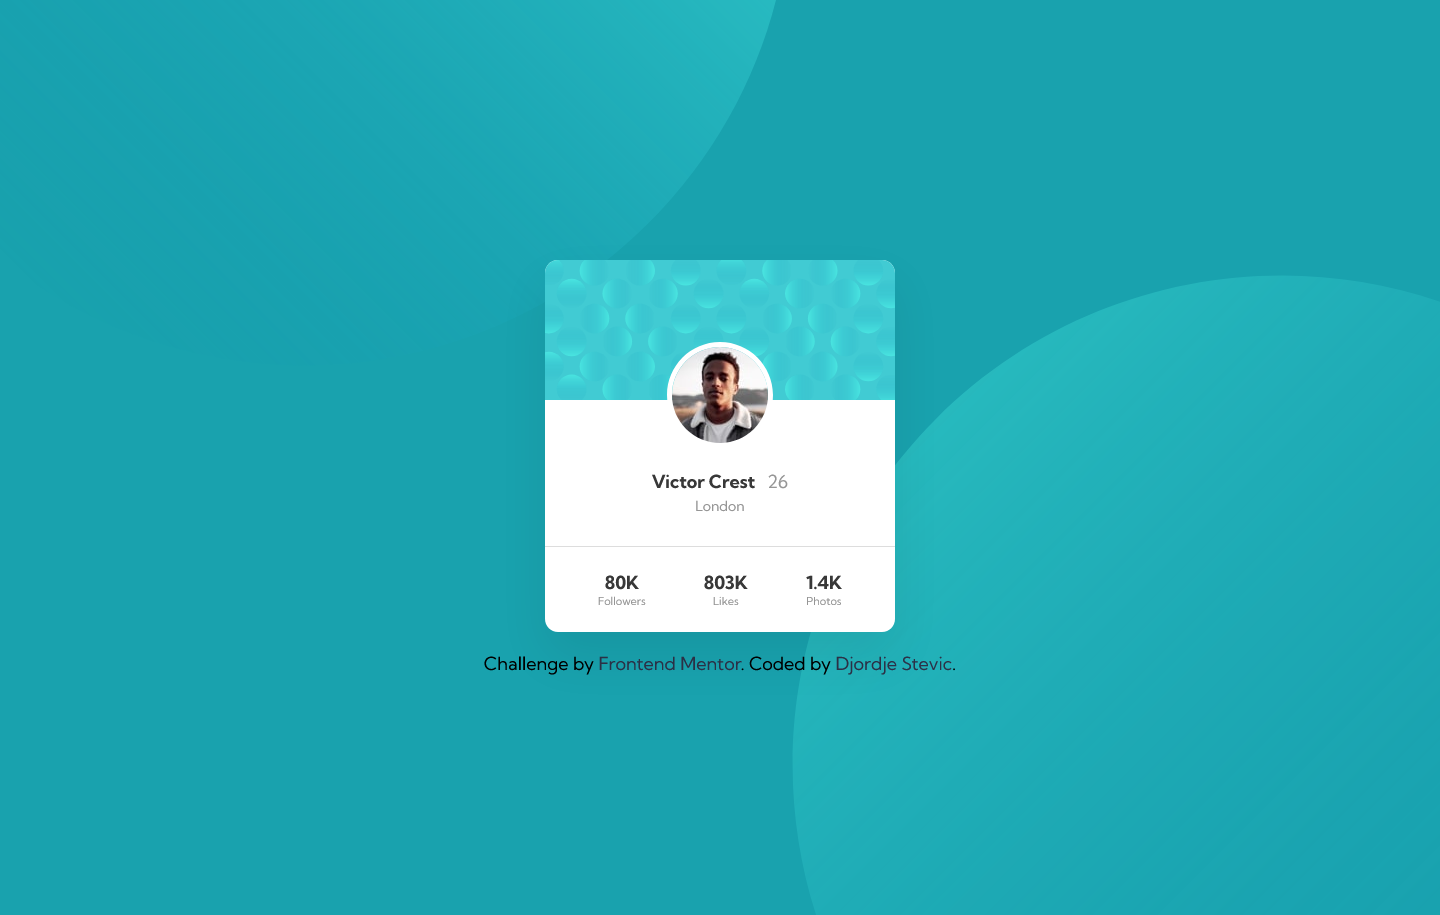 Victor Crest 26
London
80K 803K 1.4K
Followers Likes Photos
Challenge by Frontend Mentor. Coded by Djordje Stevic.